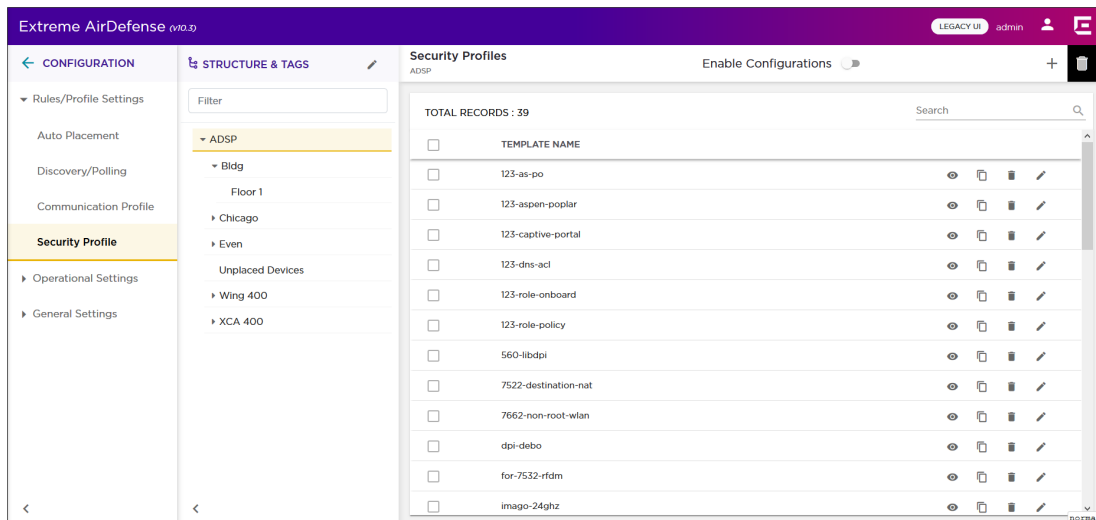 Extreme AirDefense (v10.3)
LEGACY UI admin
CONFIGURATION
Rules/Profile Settings
Auto Placement
Discovery/Polling
Communication Profile
Security Profile
Operational Settings
General Settings
STRUCTURE & TAGS
Filter
ADSP
Bldg
Floor 1
Chicago
Even
Unplaced Devices
Wing 400
XCA 400
Security Profiles
ADSP
Enable Configurations
TOTAL RECORDS : 39
Search
TEMPLATE NAME
123-as-po
123-aspen-poplar
123-captive-portal
123-dns-acl
123-role-onboard
123-role-policy
560-libdpi
7522-destination-nat
7662-non-root-wlan
dpi-debo
for-7532-rfdm
imago-24ghz